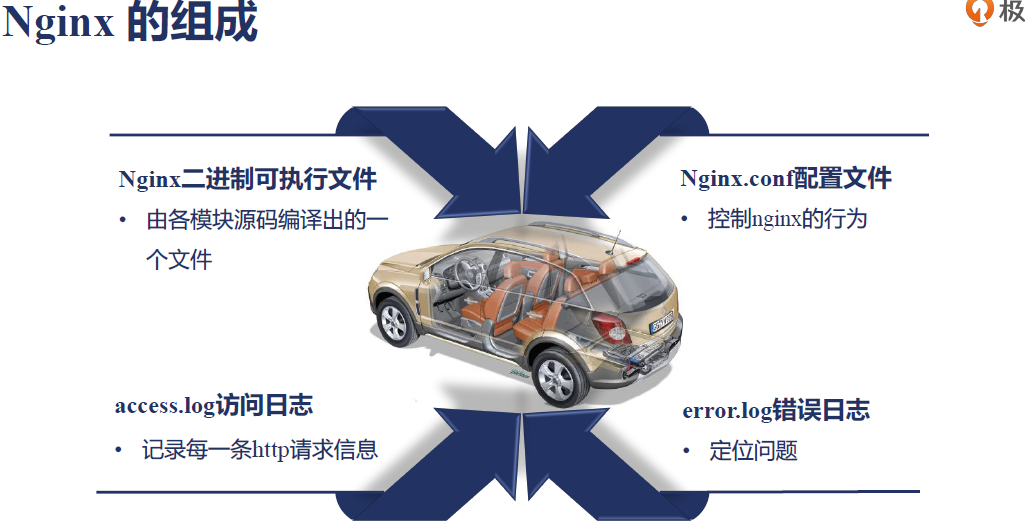 Nginx 的组成
极
Nginx二进制可执行文件
• 由各模块源码编译出的一
个文件
Nginx.conf配置文件
• 控制nginx的行为
access.log访问日志
• 记录每一条http请求信息
error.log错误日志
• 定位问题